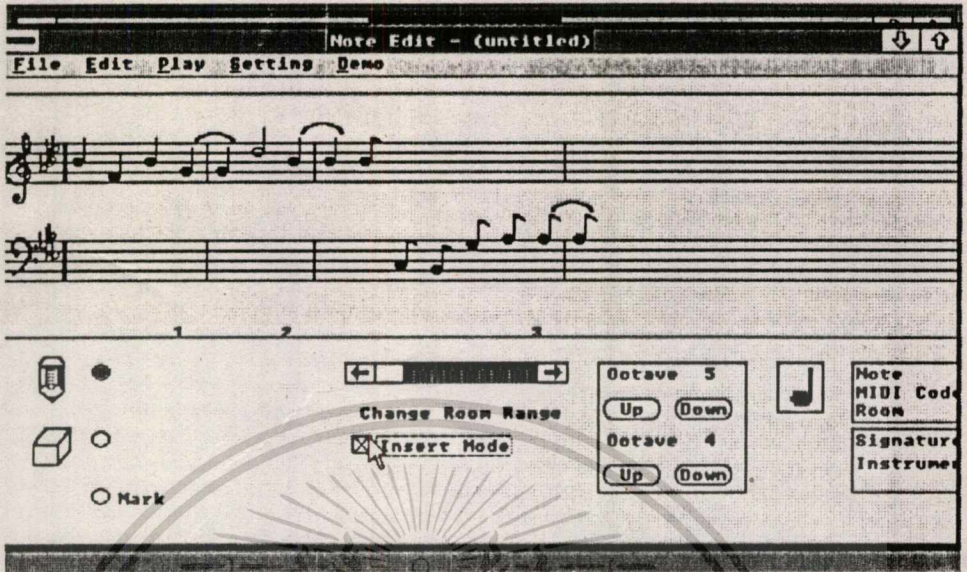 Note Edit - (untitled)
File Edit Play Setting Demo
1 2 3
Change Room Range
Insert Mode
Mark
Octave 5
Up Down
Octave 4
Up Down
Note
MIDI Code
Room
Signature
Instrumen